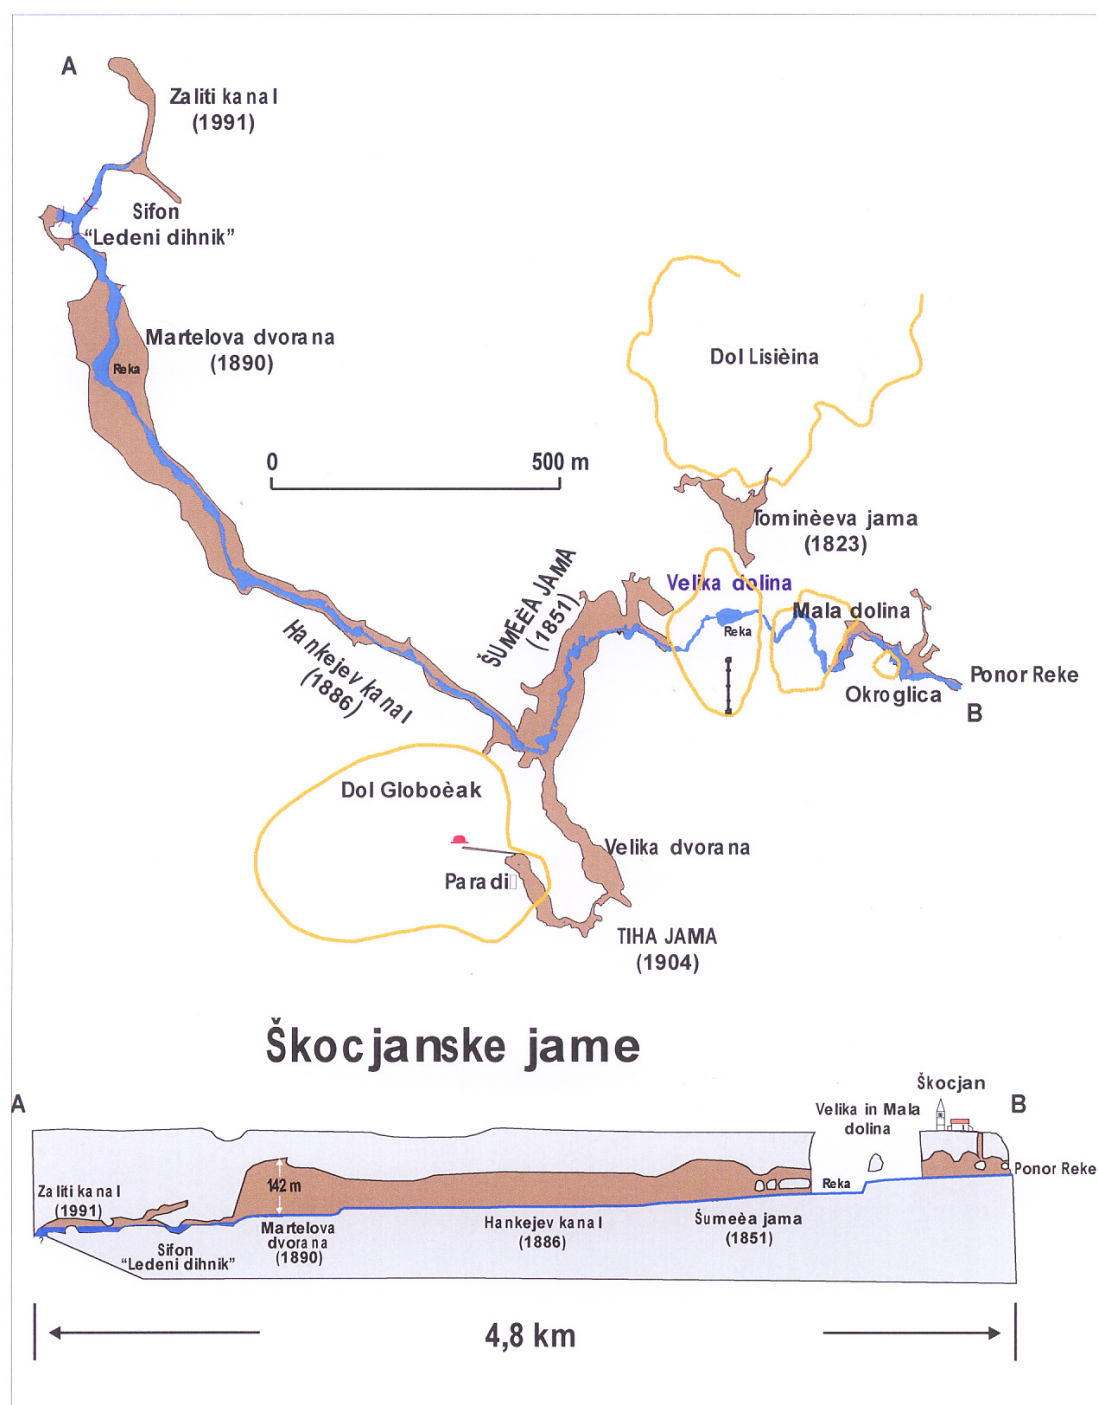 A
Zaliti kanal
(1991)
Sifon
“Ledeni dihnik”
Martelova dvorana
(1890)
Reka
Dol Lisièina
0 500 m
Tominèeva jama
(1823)
ŠUMEÈA JAMA
(1851)
Velika dolina
Mala dolina
Reka
Hankejev kanal
(1886)
Ponor Reke
Okroglica
B
Dol Globoèak
Velika dvorana
Paradi
TIHA JAMA
(1904)
Škocjanske jame
Škocjan
A
Velika in Mala
dolina
B
142 m
Ponor Reke
Zaliti kanal
(1991)
Reka
Martelova
dvorana
(1890)
Hankejev kanal
(1886)
Šumeèa jama
(1851)
Sifon
“Ledeni dihnik”
4,8 km